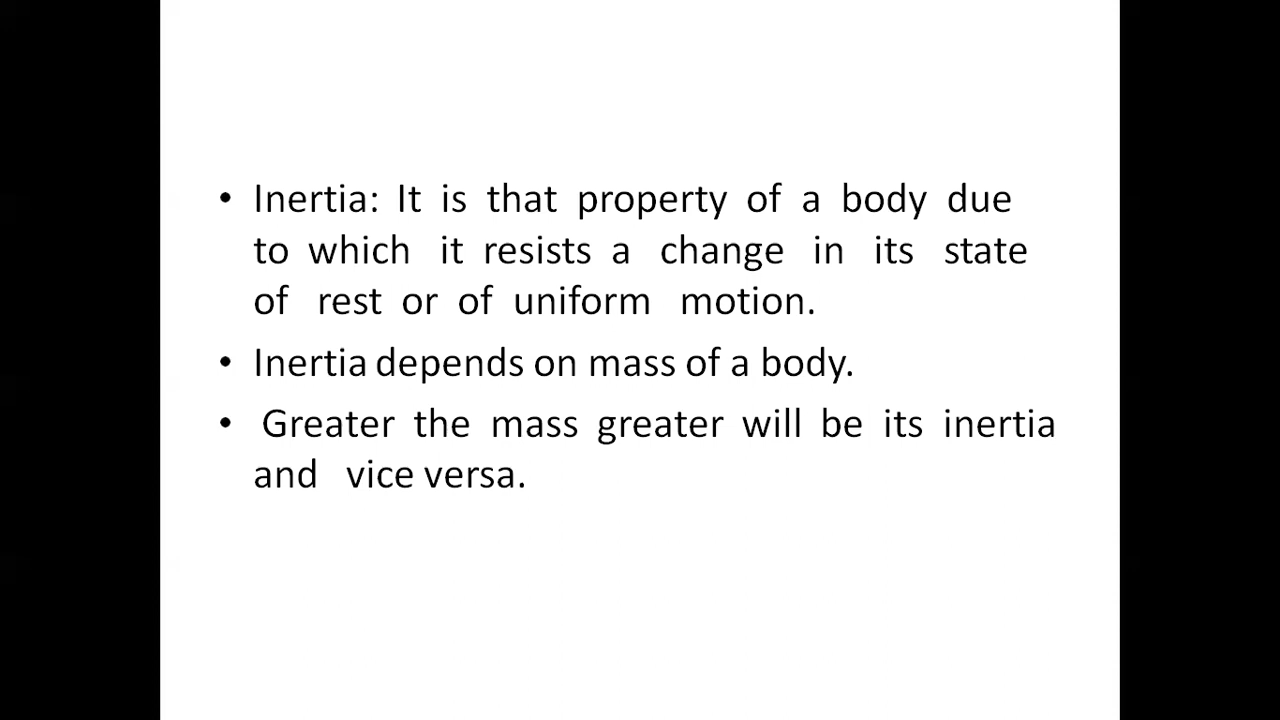 • Inertia: It is that property of a body due
to which it resists a change in its state
of rest or of uniform motion.
• Inertia depends on mass of a body.
• Greater the mass greater will be its inertia
and vice versa.